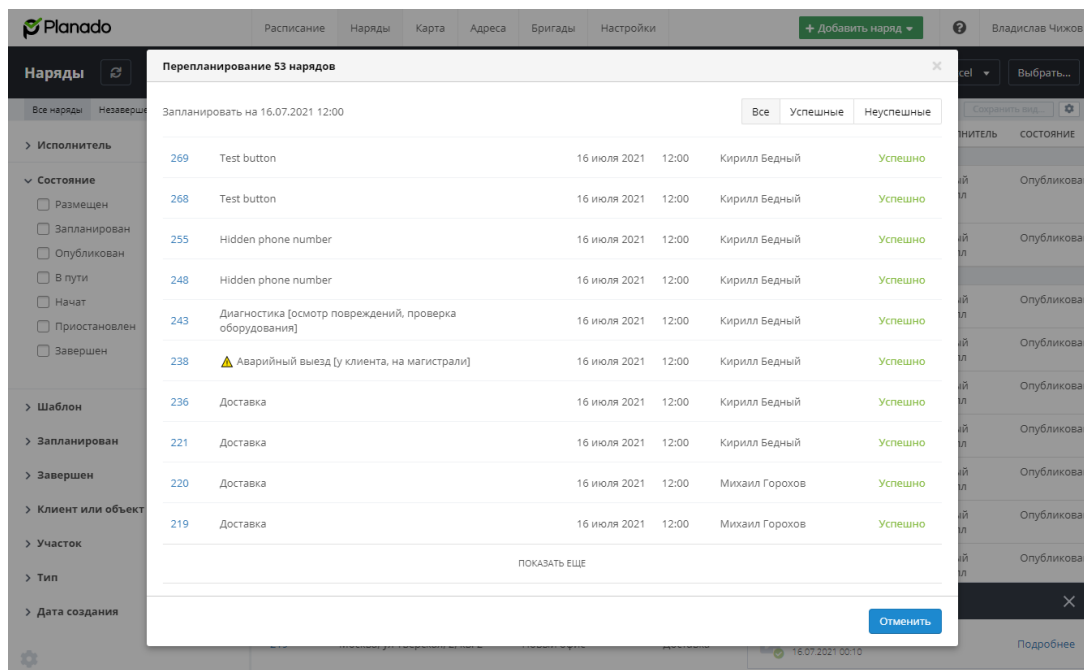 Planado
Расписание Наряды Карта Адреса Бригады Настройки + Добавить наряд Владислав Чижов
Наряды Выбрать...
Все наряды Сохранить вид...
СОСТОЯНИЕ
Перепланирование 53 нарядов
Запланировать на 16.07.2021 12:00 Все Успешные Неуспешные
269 Test button 16 июля 2021 12:00 Кирилл Бедный Успешно
268 Test button 16 июля 2021 12:00 Кирилл Бедный Успешно
255 Hidden phone number 16 июля 2021 12:00 Кирилл Бедный Успешно
248 Hidden phone number 16 июля 2021 12:00 Кирилл Бедный Успешно
243 Диагностика [осмотр повреждений, проверка
оборудования] 16 июля 2021 12:00 Кирилл Бедный Успешно
238 Аварийный выезд [у клиента, на магистрали] 16 июля 2021 12:00 Кирилл Бедный Успешно
236 Доставка 16 июля 2021 12:00 Кирилл Бедный Успешно
221 Доставка 16 июля 2021 12:00 Кирилл Бедный Успешно
220 Доставка 16 июля 2021 12:00 Михаил Горохов Успешно
219 Доставка 16 июля 2021 12:00 Михаил Горохов Успешно
ПОКАЗАТЬ ЕЩЕ
Отменить
Исполнитель
Состояние
Размещен
Запланирован
Опубликован
В пути
Начат
Приостановлен
Завершен
Шаблон
Запланирован
Завершен
Клиент или объект
Участок
Тип
Дата создания
16.07.2021 00:10 Подробнее